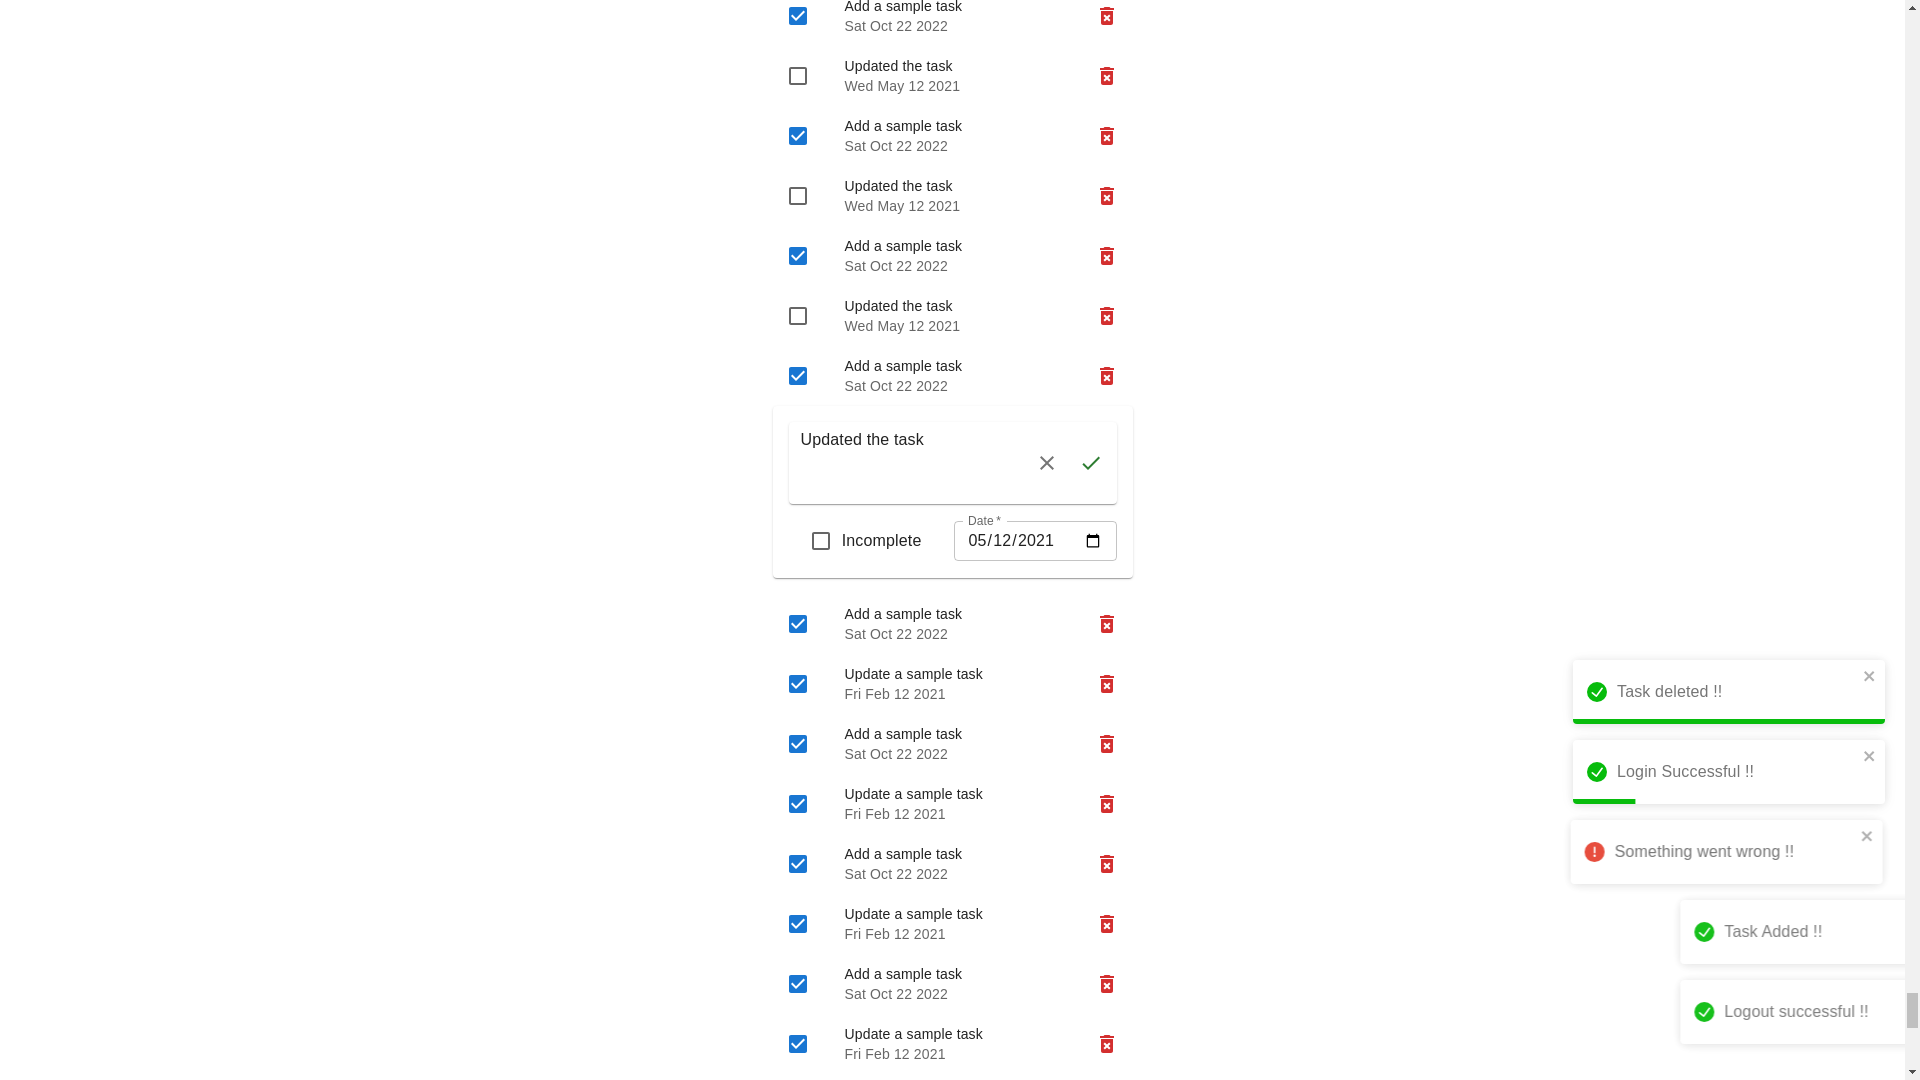 Add a sample task
Sat Oct 22 2022
Updated the task
Wed May 12 2021
Add a sample task
Sat Oct 22 2022
Updated the task
Wed May 12 2021
Add a sample task
Sat Oct 22 2022
Updated the task
Wed May 12 2021
Add a sample task
Sat Oct 22 2022
Updated the task
Incomplete
Date *
05/12/2021
Add a sample task
Sat Oct 22 2022
Update a sample task
Fri Feb 12 2021
Add a sample task
Sat Oct 22 2022
Update a sample task
Fri Feb 12 2021
Add a sample task
Sat Oct 22 2022
Update a sample task
Fri Feb 12 2021
Add a sample task
Sat Oct 22 2022
Update a sample task
Fri Feb 12 2021
Task deleted !!
Login Successful !!
Something went wrong !!
Task Added !!
Logout successful !!